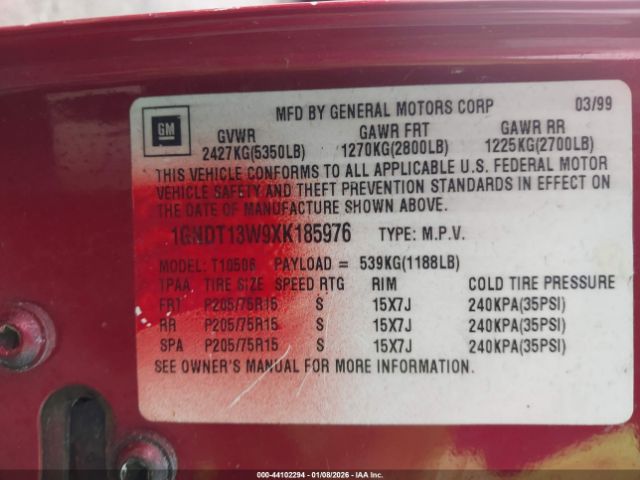 MFD BY GENERAL MOTORS CORP 03/99
GM
GVWR GAWR FRT GAWR RR
2427KG(5350LB) 1270KG(2800LB) 1225KG(2700LB)
THIS VEHICLE CONFORMS TO ALL APPLICABLE U.S. FEDERAL MOTOR
VEHICLE SAFETY AND THEFT PREVENTION STANDARDS IN EFFECT ON
THE DATE OF MANUFACTURE SHOWN ABOVE.
1GNDT13W9XK185976 TYPE: M.P.V.
MODEL: T10506 PAYLOAD = 539KG(1188LB)
TPAA TIRE SIZE SPEED RTG RIM COLD TIRE PRESSURE
FRT P205/75R15 S 15X7J 240KPA(35PSI)
RR P205/75R15 S 15X7J 240KPA(35PSI)
SPA P205/75R15 S 15X7J 240KPA(35PSI)
SEE OWNER'S MANUAL FOR MORE INFORMATION
000-44102294 - 01/08/2026 - IAAI.com